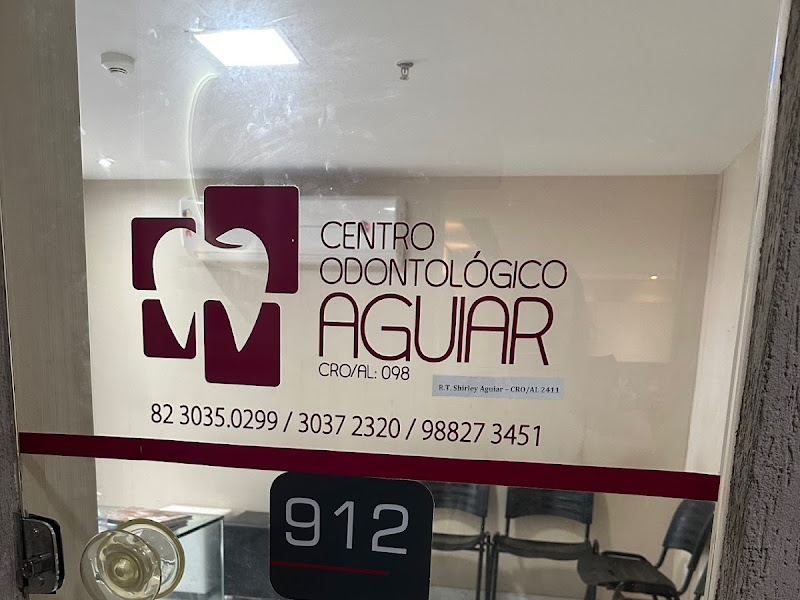 CENTRO
ODONTOLÓGICO
AGUIAR
CRO/AL: 098
R.T. Shirley Aguiar - CRO/AL 2411
82 3035.0299 / 3037 2320 / 98827 3451
912